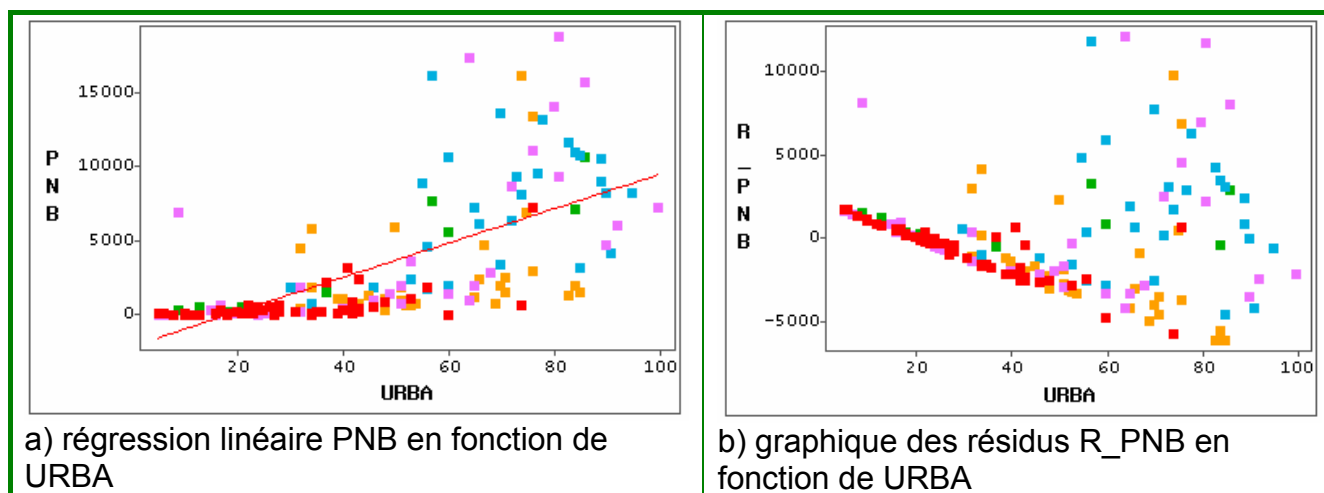 15000
10000
5000
0
P
N
B
20
40
60
80
100
URBA
a) régression linéaire PNB en fonction de
URBA
10000
5000
0
-5000
R
_
P
N
B
20
40
60
80
100
URBA
b) graphique des résidus R_PNB en
fonction de URBA